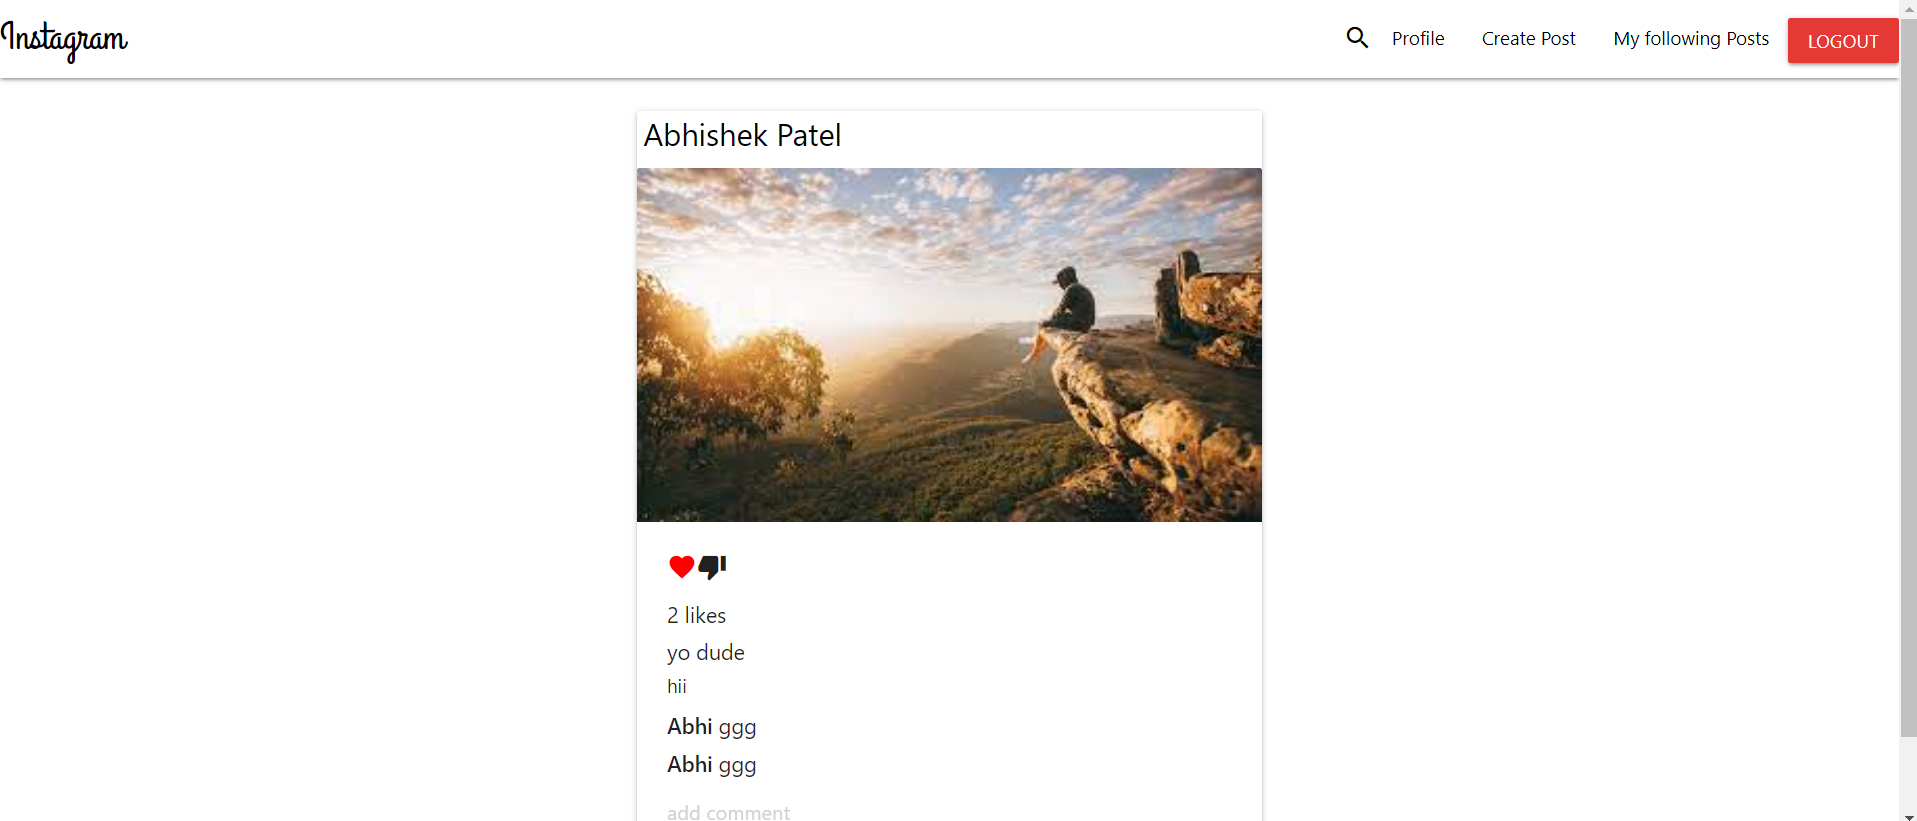 Instagram
Profile Create Post My following Posts LOGOUT
Abhishek Patel
2 likes
yo dude
hii
Abhi ggg
Abhi ggg
add comment